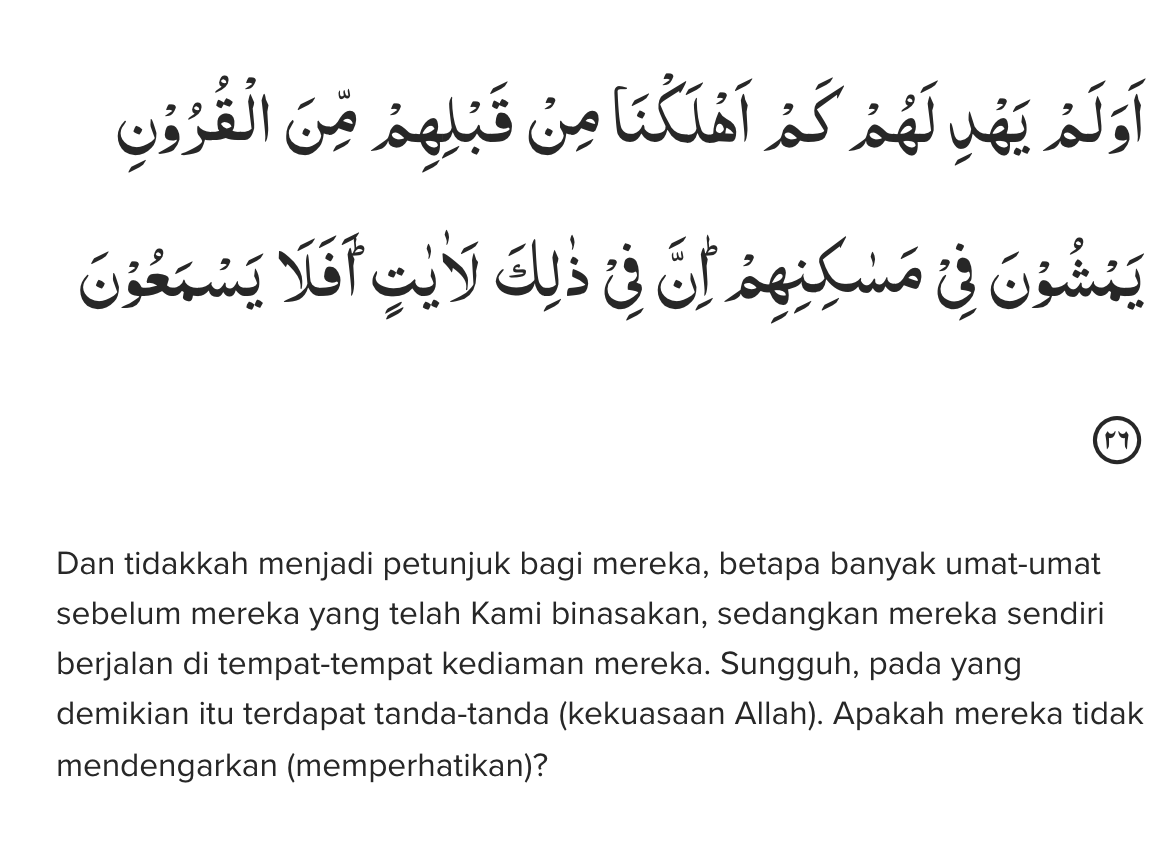 اَوَلَمْ يَهْدِ لَهُمْ كَمْ اَهْلَكْنَا مِنْ قَبْلِهِمْ مِّنَ الْقُرُوْنِ
يَمْشُوْنَ فِيْ مَسٰكِنِهِمْ ۗاِنَّ فِيْ ذٰلِكَ لَاٰيٰتٍ ۗاَفَلَا يَسْمَعُوْنَ
٢٦
Dan tidakkah menjadi petunjuk bagi mereka, betapa banyak umat-umat
sebelum mereka yang telah Kami binasakan, sedangkan mereka sendiri
berjalan di tempat-tempat kediaman mereka. Sungguh, pada yang
demikian itu terdapat tanda-tanda (kekuasaan Allah). Apakah mereka tidak
mendengarkan (memperhatikan)?